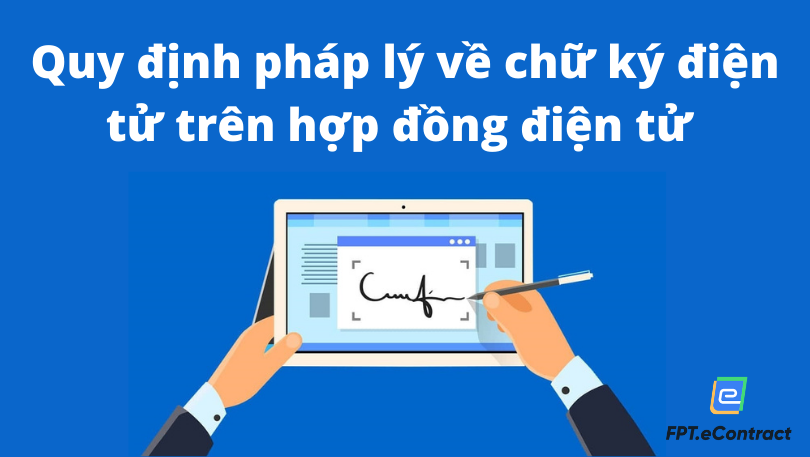 Quy định pháp lý về chữ ký điện
tử trên hợp đồng điện tử
FPT.eContract